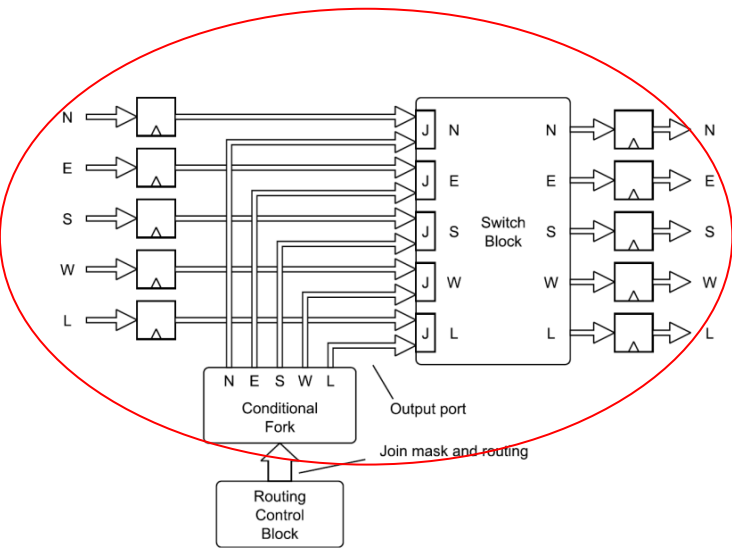 N
J N N N
E
J E E E
S
J S Switch S S
Block
W
J W W W
L
J L L L
N E S W L
Conditional
Fork
Output port
Join mask and routing
Routing
Control
Block